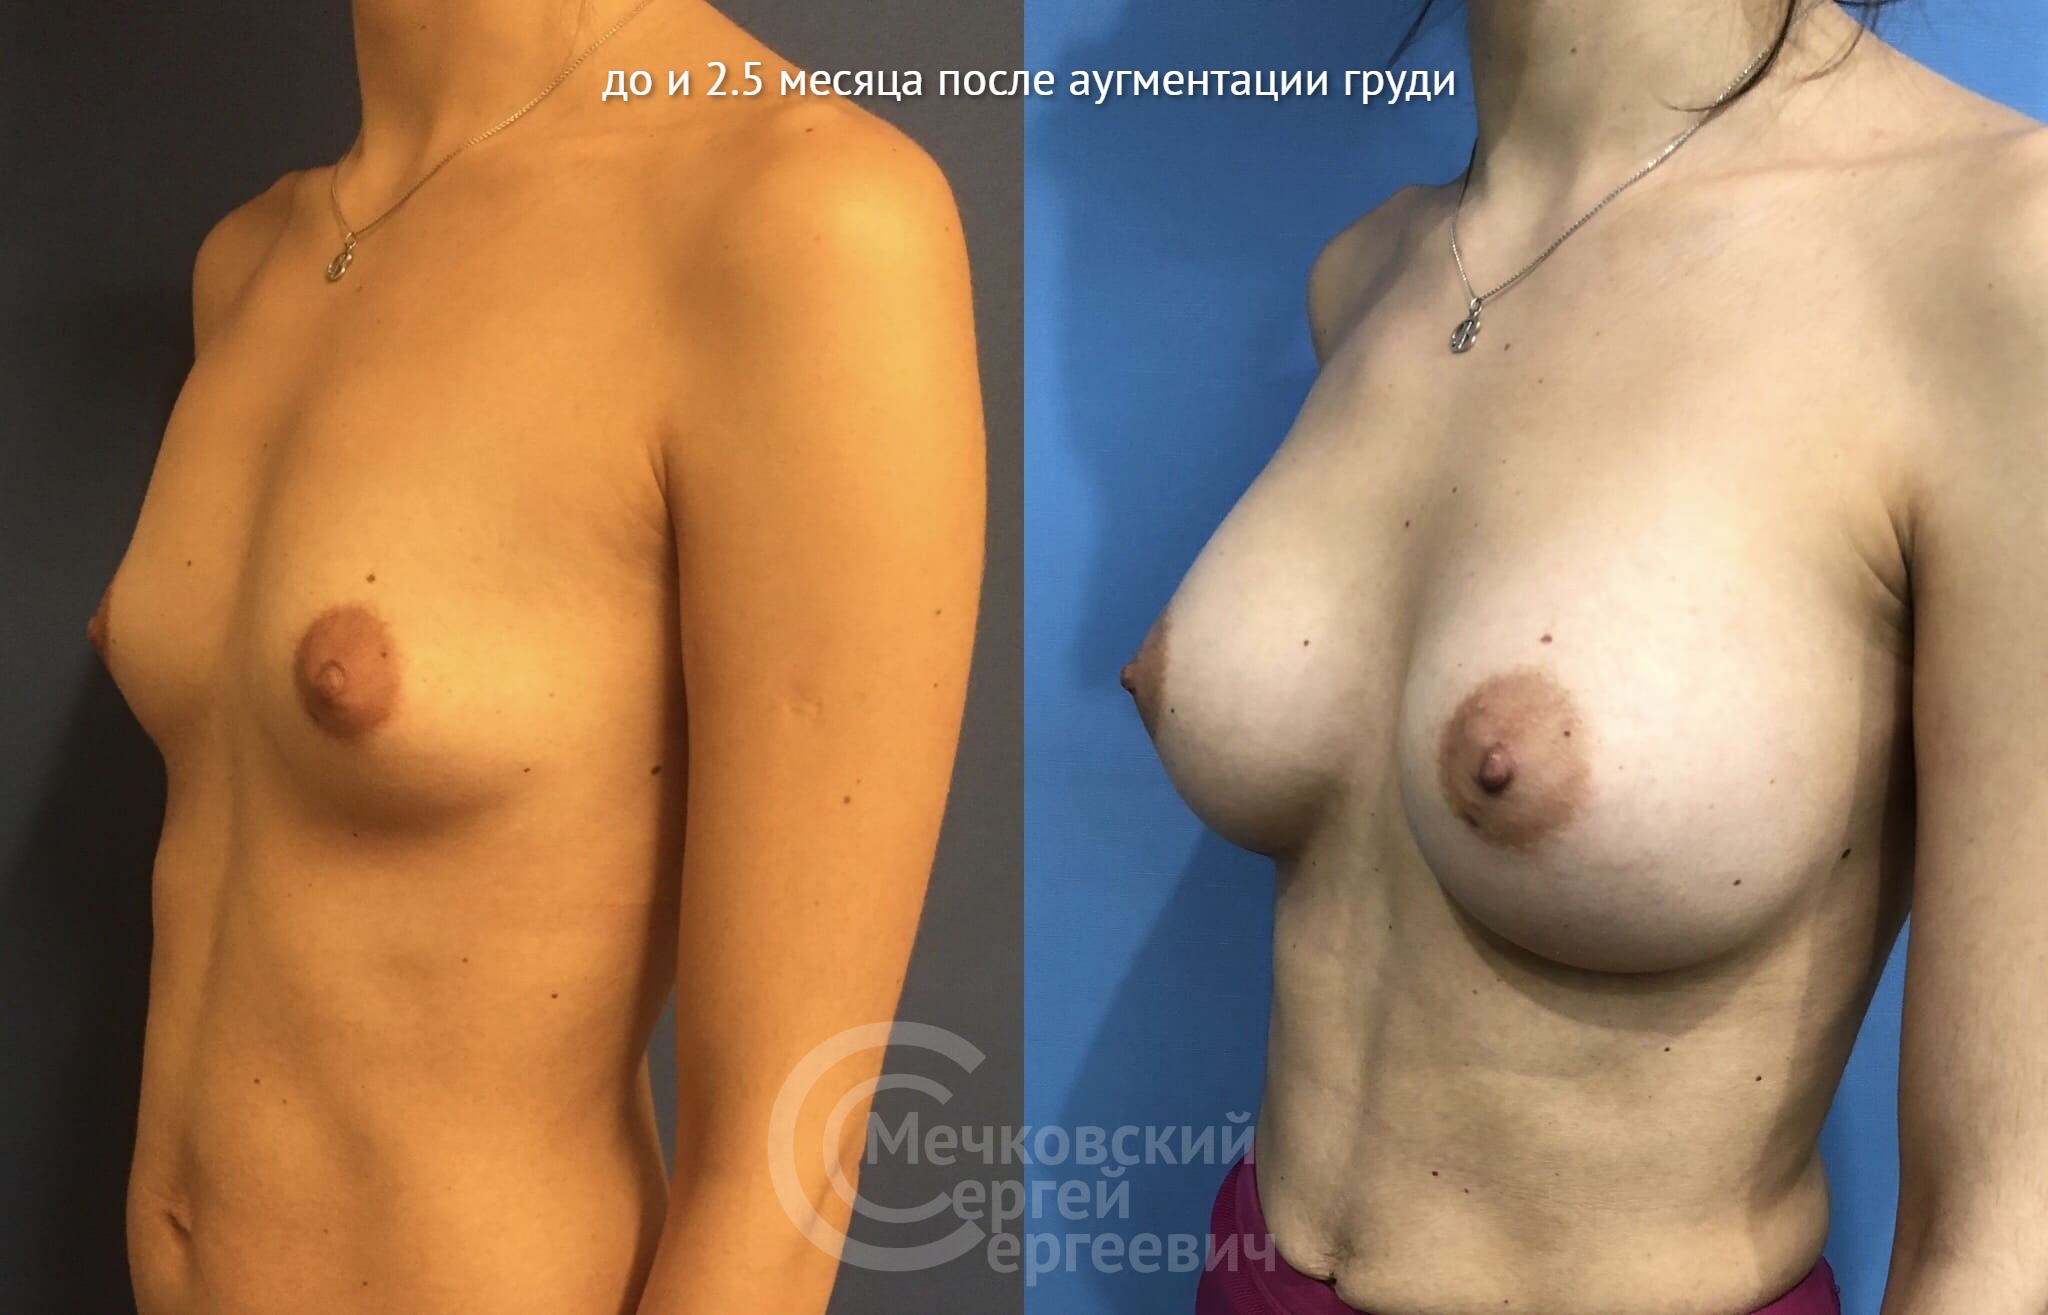 до и 2.5 месяца после аугментации груди
Мечковский
Сергей
Сергеевич